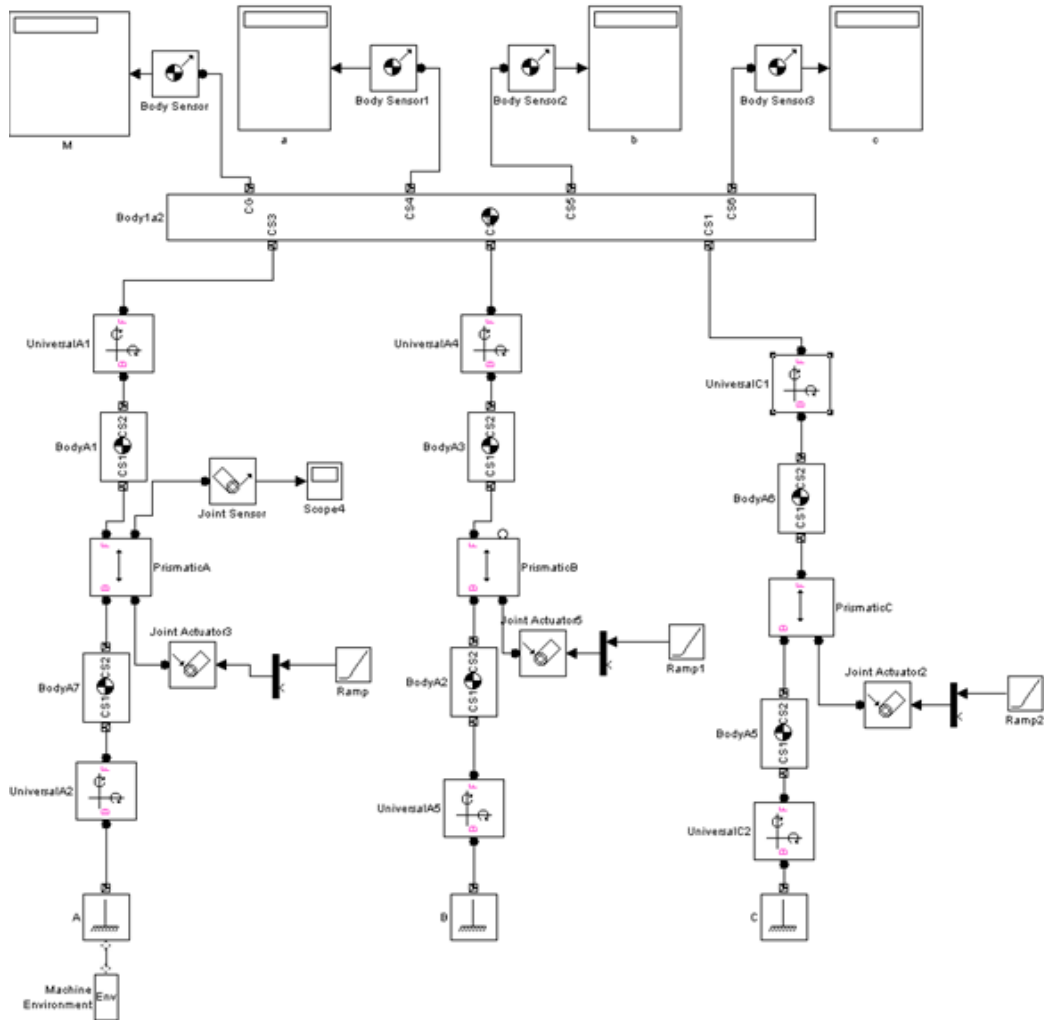 Body Sensor
Body Sensor1
Body Sensor2
Body Sensor3
M
a
b
c
CG
CS4
CS5
CS6
Body1a2
CS3
CS1
F
UniversalA1
B
F
UniversalA4
B
F
UniversalC1
B
CS2
BodyA1
CS1
CS2
BodyA3
CS1
CS2
BodyA6
CS1
Joint Sensor
Scope4
F
PrismaticA
B
F
PrismaticB
B
F
PrismaticC
B
Joint Actuator3
Ramp
Joint Actuator5
Ramp1
Joint Actuator2
Ramp2
CS2
BodyA7
CS1
CS2
BodyA2
CS1
CS2
BodyA5
CS1
F
UniversalA2
B
F
UniversalA5
B
F
UniversalC2
B
A
B
C
Machine
Environment
Env